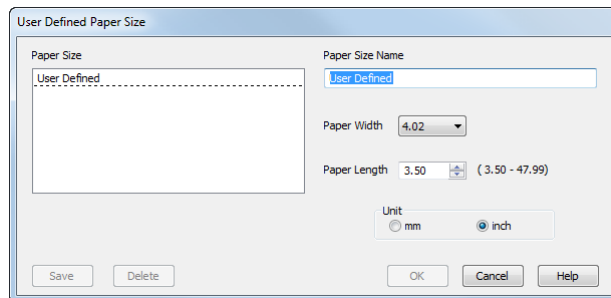 User Defined Paper Size
Paper Size
Paper Size Name
User Defined
User Defined
Paper Width 4.02
Paper Length 3.50 ( 3.50 - 47.99)
Unit
mm inch
Save Delete OK Cancel Help